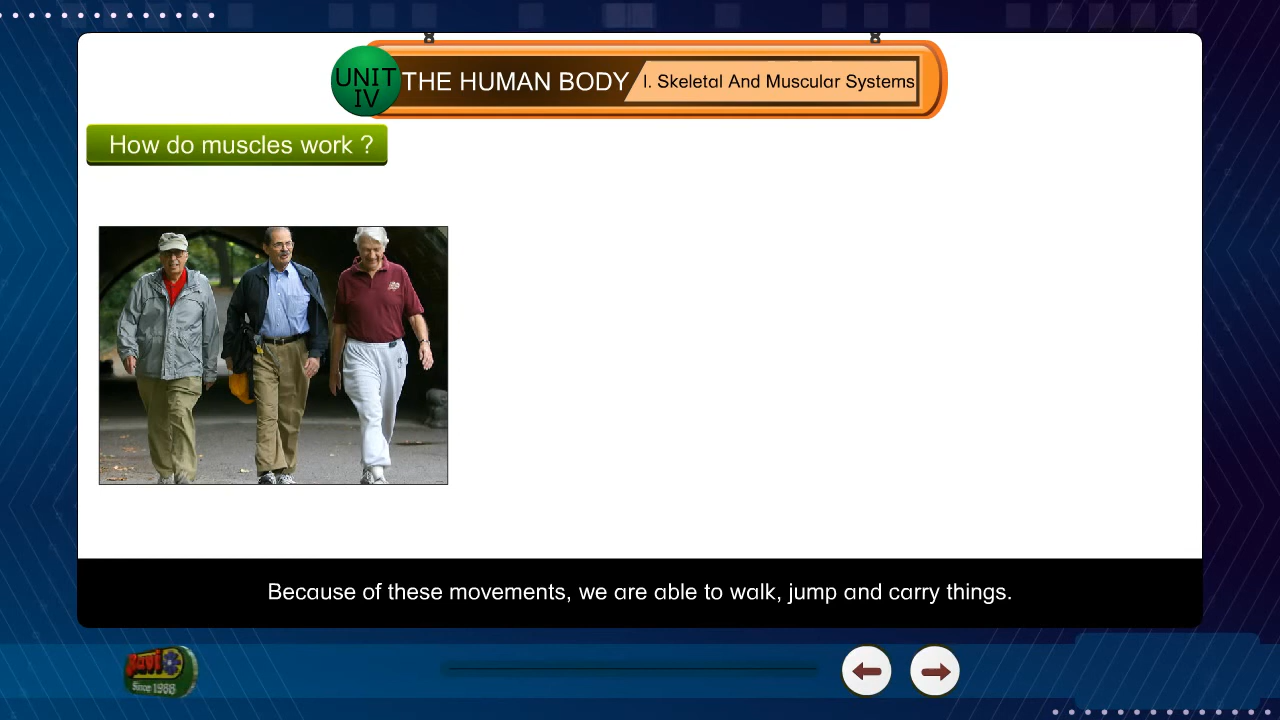 UNIT
IV
THE HUMAN BODY
I. Skeletal And Muscular Systems
How do muscles work ?
Because of these movements, we are able to walk, jump and carry things.
Ravi
Since 1988